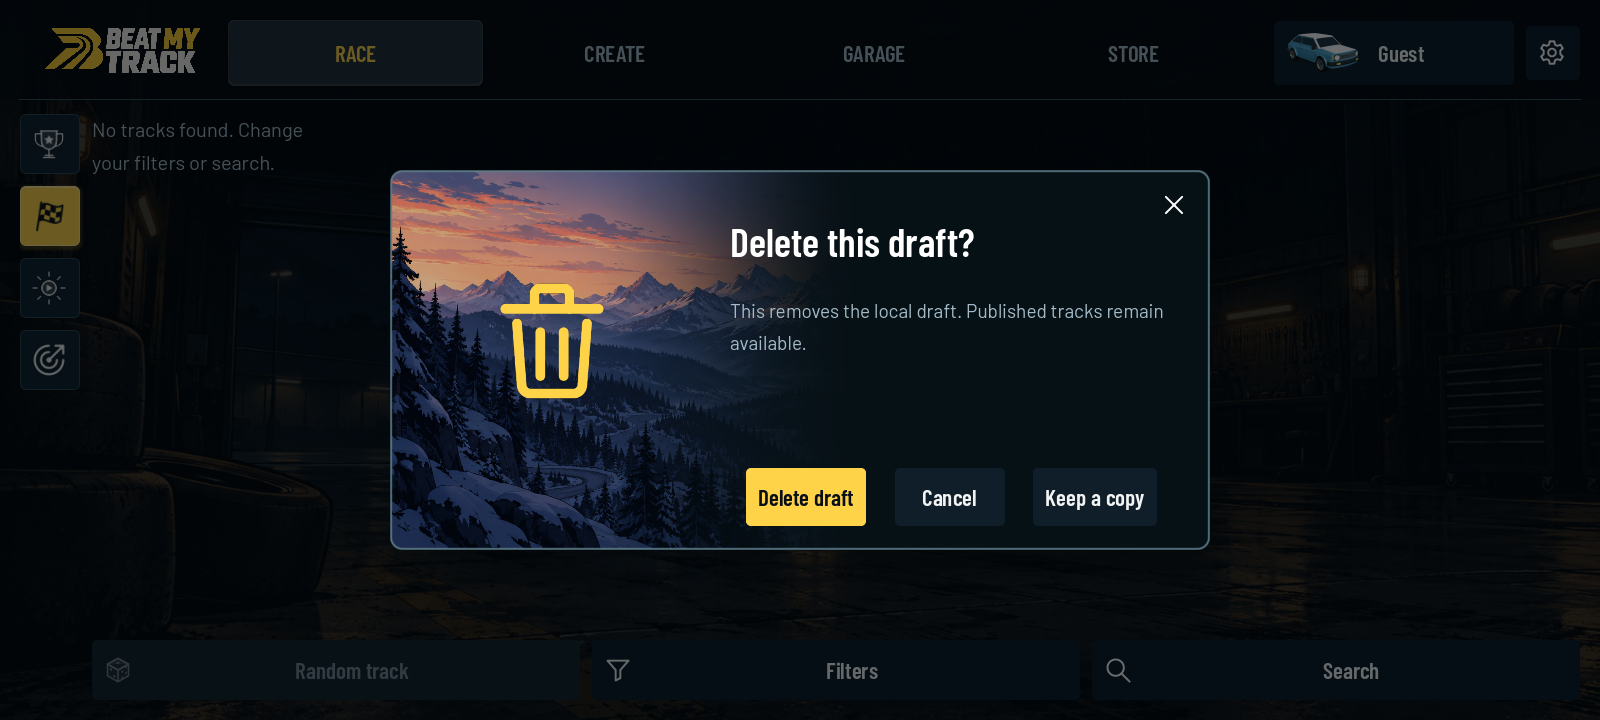 BEAT MY
TRACK
RACE
CREATE
GARAGE
STORE
Guest
No tracks found. Change
your filters or search.
Delete this draft?
This removes the local draft. Published tracks remain
available.
Delete draft
Cancel
Keep a copy
Random track
Filters
Search